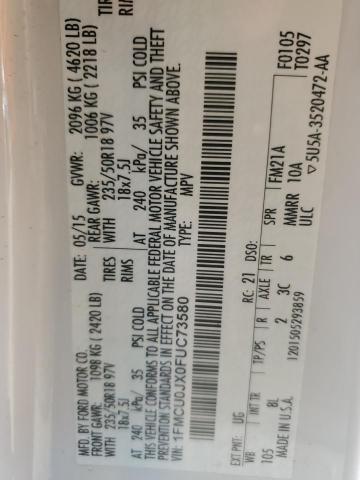 MFD. BY FORD MOTOR CO. DATE: 05/15 GVWR: 2096 KG ( 4620 LB)
FRONT GAWR: 1098 KG ( 2420 LB) REAR GAWR: 1006 KG ( 2218 LB)
WITH 235/50R18 97V TIRES WITH 235/50R18 97V TIRES
18x7.5J RIMS 18x7.5J RIM
AT 240 kPa/ 35 PSI COLD AT 240 kPa/ 35 PSI COLD
THIS VEHICLE CONFORMS TO ALL APPLICABLE FEDERAL MOTOR VEHICLE SAFETY AND THEFT
PREVENTION STANDARDS IN EFFECT ON THE DATE OF MANUFACTURE SHOWN ABOVE.
VIN: 1FMCU0JX0FUC73580 TYPE: MPV
F0105
T0297
EXT PNT: UG RC: 21 DSO:
WB INT TR TP/PS R AXLE TR SPR FM21A
105 8L 2 3C 6 MMRR 10A
MADE IN U.S.A. ULC
1201505293859 ▽5U5A-3520472-AA